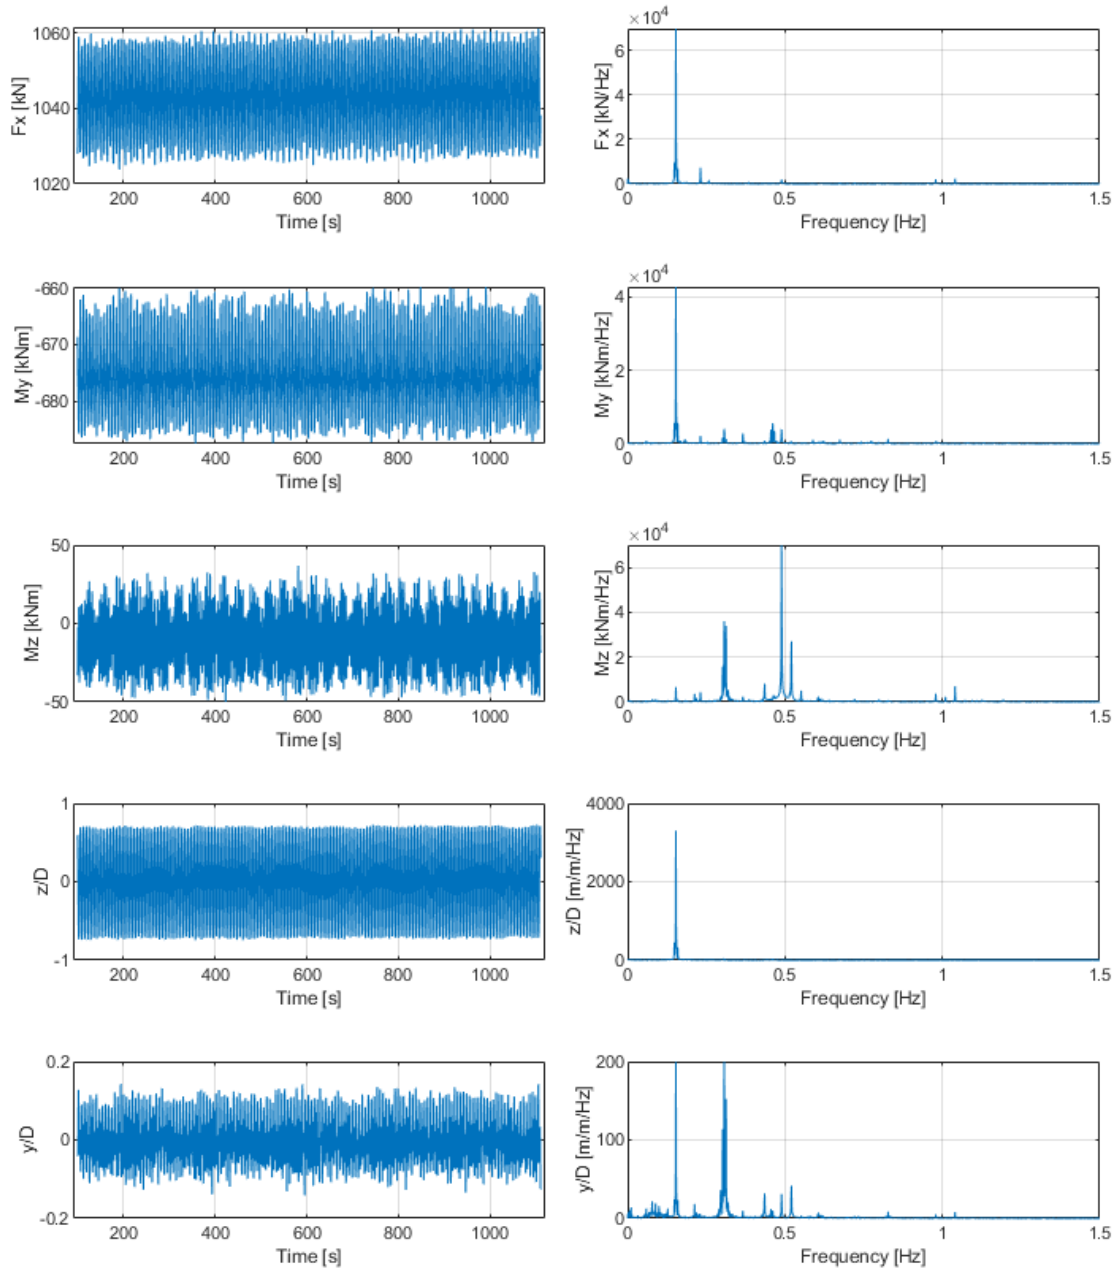 1060
1040
1020
Fx [kN]
200 400 600 800 1000
Time [s]
×10⁴
6
4
2
0
Fx [kN/Hz]
0 0.5 1 1.5
Frequency [Hz]
-660
-670
-680
My [kNm]
200 400 600 800 1000
Time [s]
×10⁴
4
2
0
My [kNm/Hz]
0 0.5 1 1.5
Frequency [Hz]
50
0
-50
Mz [kNm]
200 400 600 800 1000
Time [s]
×10⁴
6
4
2
0
Mz [kNm/Hz]
0 0.5 1 1.5
Frequency [Hz]
1
0
-1
z/D
200 400 600 800 1000
Time [s]
4000
2000
0
z/D [m/m/Hz]
0 0.5 1 1.5
Frequency [Hz]
0.2
0
-0.2
y/D
200 400 600 800 1000
Time [s]
200
100
0
y/D [m/m/Hz]
0 0.5 1 1.5
Frequency [Hz]